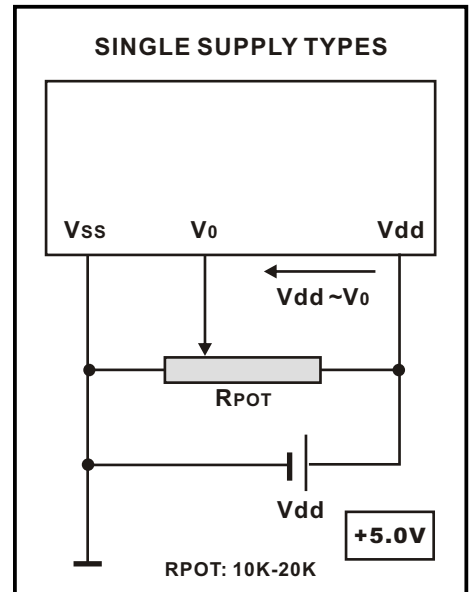 SINGLE SUPPLY TYPES
Vss V0 Vdd
Vdd ~V0
RPOT
Vdd
+5.0V
RPOT: 10K-20K